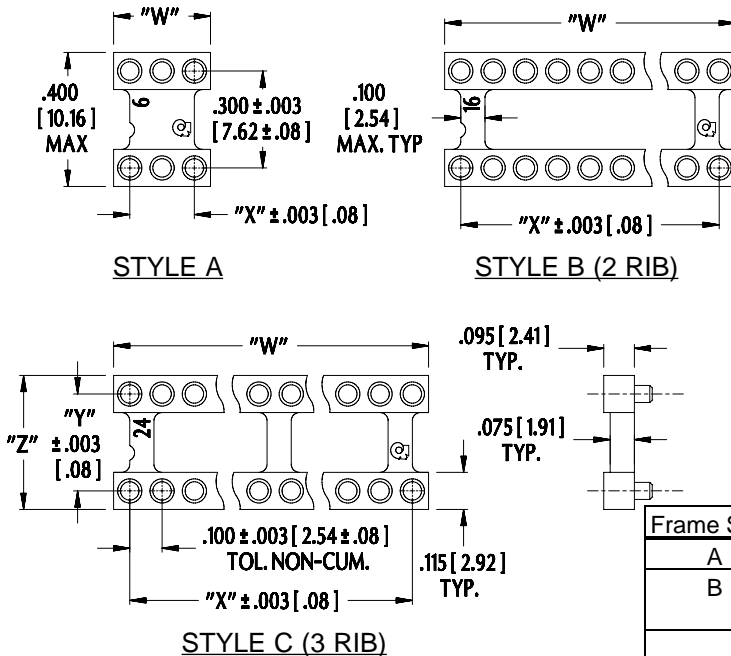 "W"
.400
[10.16]
MAX
6
.300 ±.003
[7.62 ±.08]
"X" ±.003 [.08]
STYLE A
"W"
.100
[2.54]
MAX. TYP
16
"X" ±.003 [.08]
STYLE B (2 RIB)
"W"
"Z"
"Y"
±.003
[.08]
24
.100 ±.003 [2.54 ±.08]
TOL. NON-CUM.
.115 [2.92]
TYP.
"X" ±.003 [.08]
STYLE C (3 RIB)
.095 [2.41]
TYP.
.075 [1.91]
TYP.
Frame S
A
B